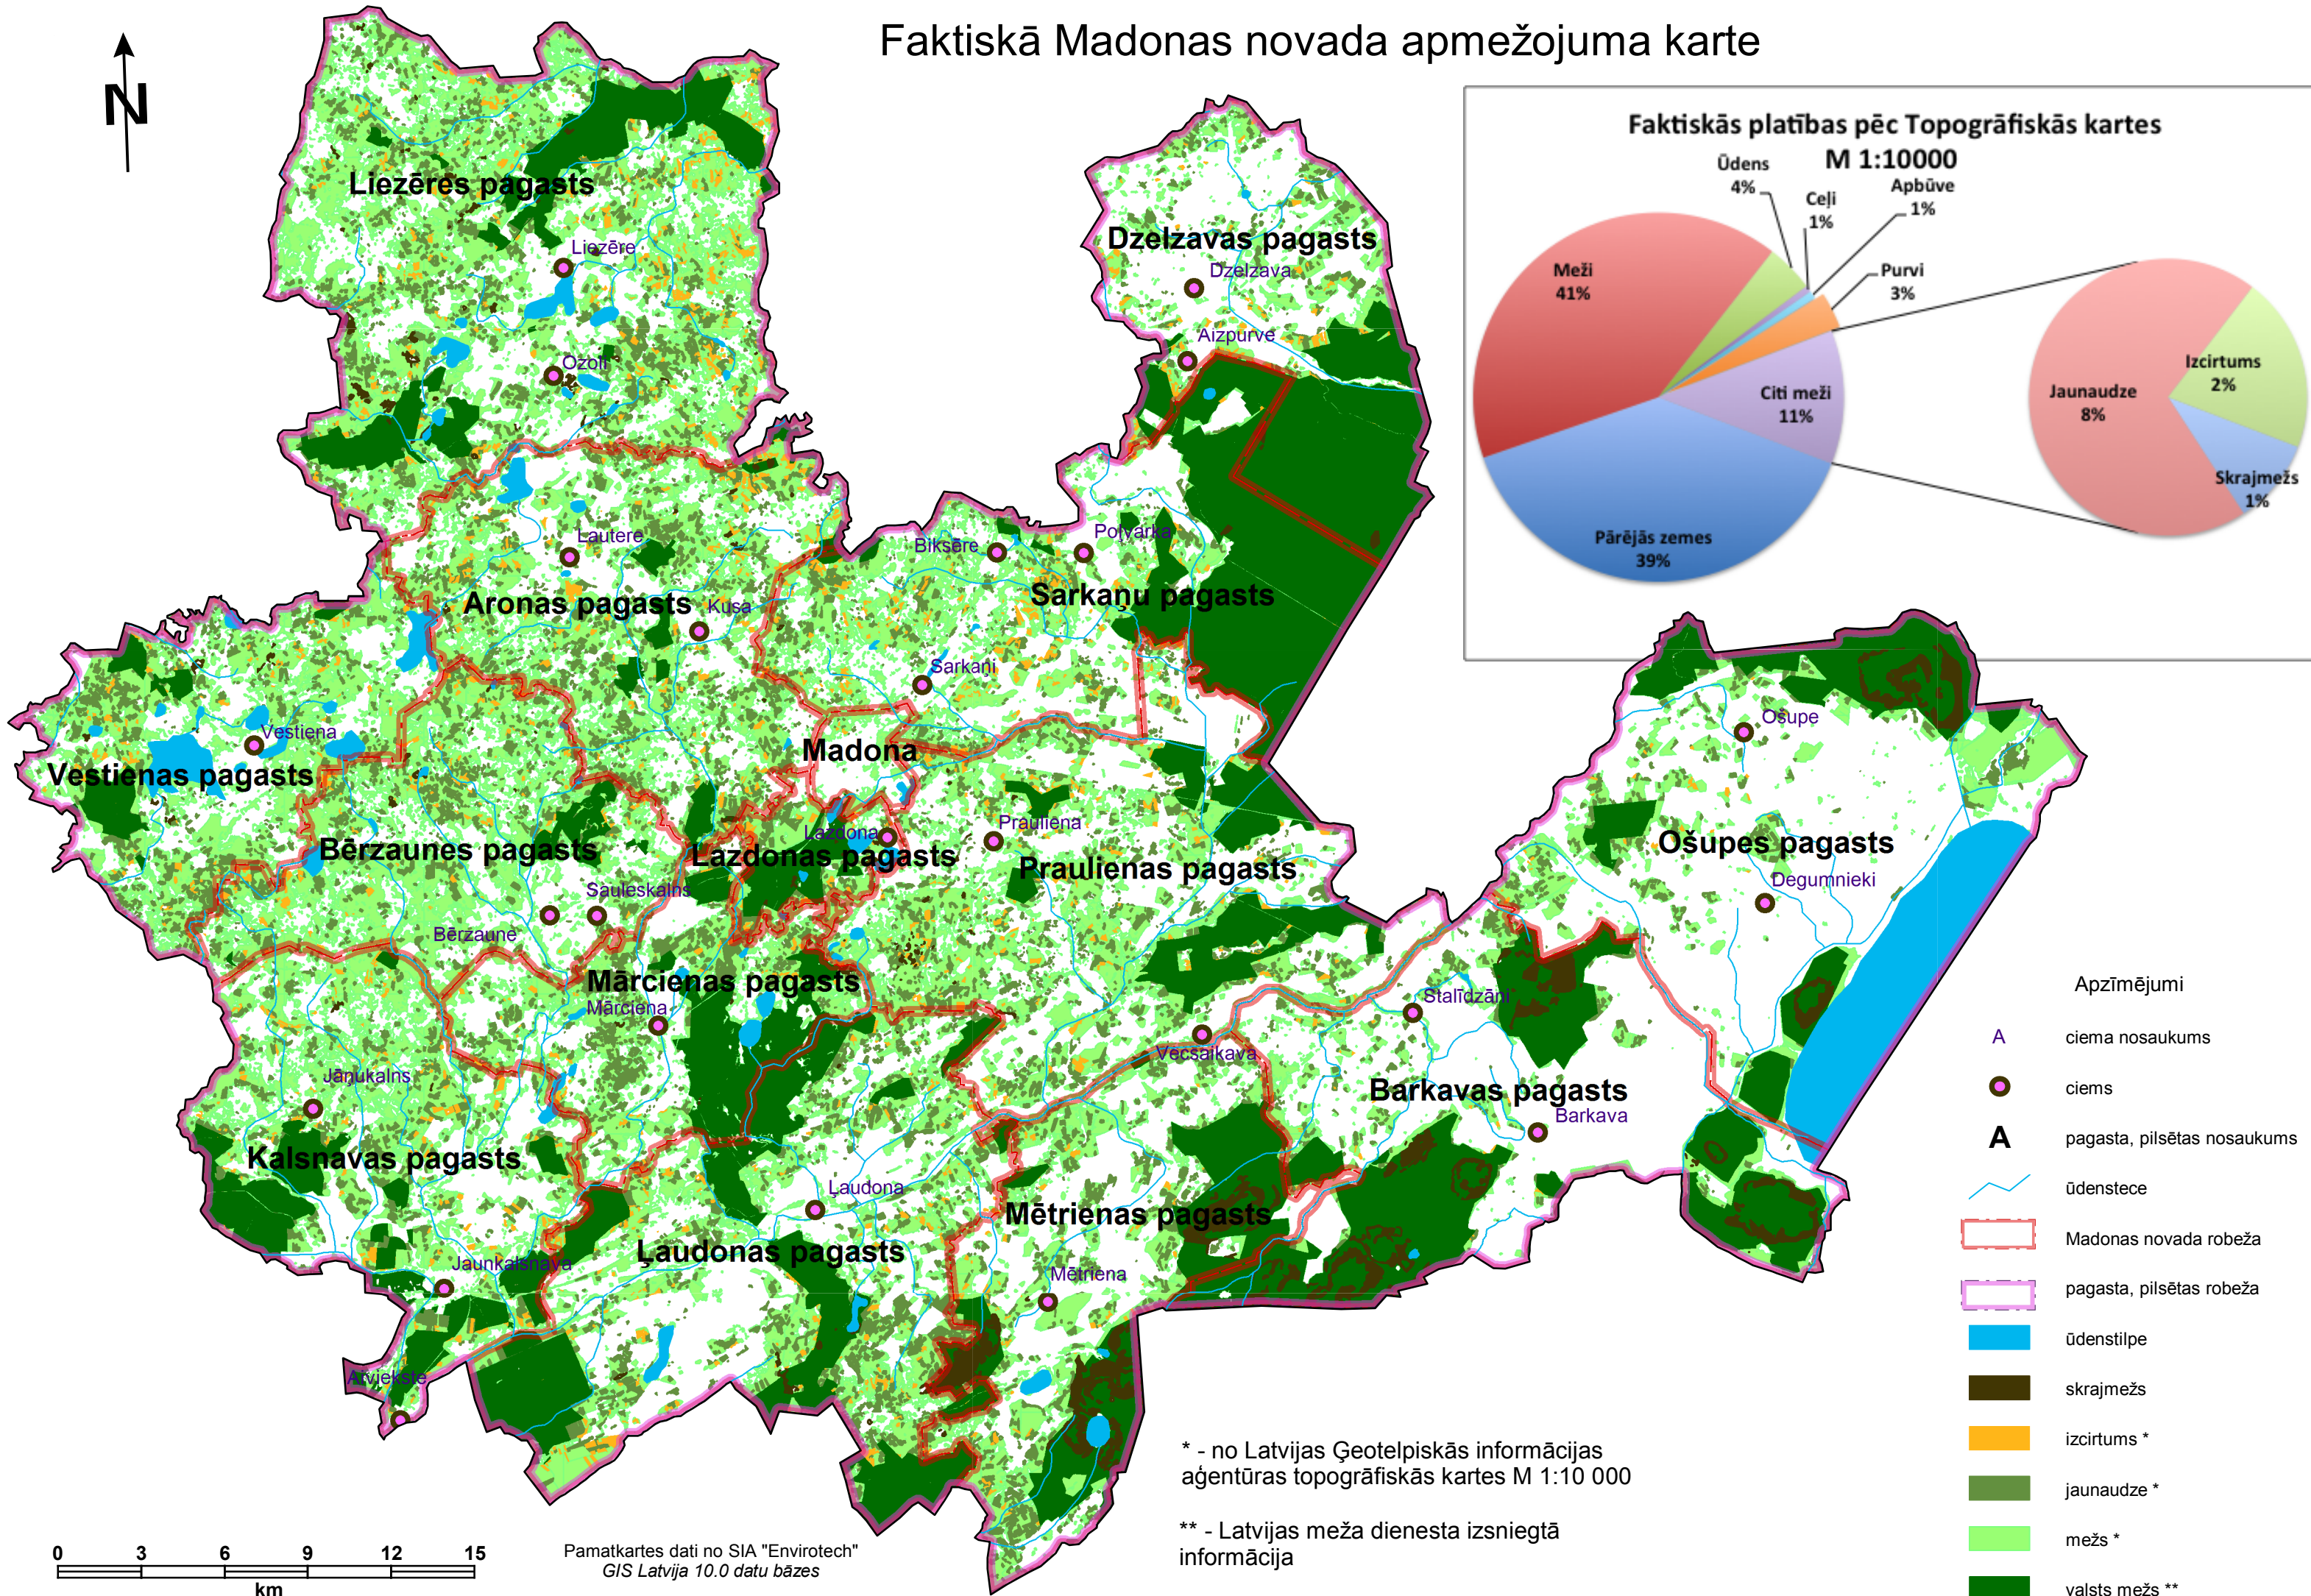 Faktiskā Madonas novada apmežojuma karte
N
Faktiskās platības pēc Topogrāfiskās kartes
M 1:10000
Ūdens
4%
Ceļi
1%
Apbūve
1%
Purvi
3%
Meži
41%
Citi meži
11%
Pārējās zemes
39%
Jaunaudze
8%
Izcirtums
2%
Skrajmežs
1%
Liezēres pagasts
Liezēre
Ozoli
Dzelzavas pagasts
Dzelzava
Aizpurve
Lautere
Aronas pagasts
Kusa
Biksēre
Poļvarka
Sarkaņu pagasts
Sarkaņi
Vestiena
Vestienas pagasts
Madona
Ošupe
Ošupes pagasts
Degumnieki
Bērzaunes pagasts
Lazdona
Lazdonas pagasts
Prauliena
Praulienas pagasts
Sauleskalns
Bērzaune
Mārcienas pagasts
Mārciena
Stalīdzāni
Vecsaikava
Barkavas pagasts
Barkava
Jāņukalns
Kalsnavas pagasts
Ļaudona
Ļaudonas pagasts
Mētrienas pagasts
Mētriena
Jaunkalsnava
Aiviekste
Apzīmējumi
A ciema nosaukums
ciems
A pagasta, pilsētas nosaukums
ūdenstece
Madonas novada robeža
pagasta, pilsētas robeža
ūdenstilpe
skrajmežs
izcirtums *
jaunaudze *
mežs *
valsts mežs **
* - no Latvijas Ģeotelpiskās informācijas
aģentūras topogrāfiskās kartes M 1:10 000
** - Latvijas meža dienesta izsniegtā
informācija
0 3 6 9 12 15
km
Pamatkartes dati no SIA "Envirotech"
GIS Latvija 10.0 datu bāzes